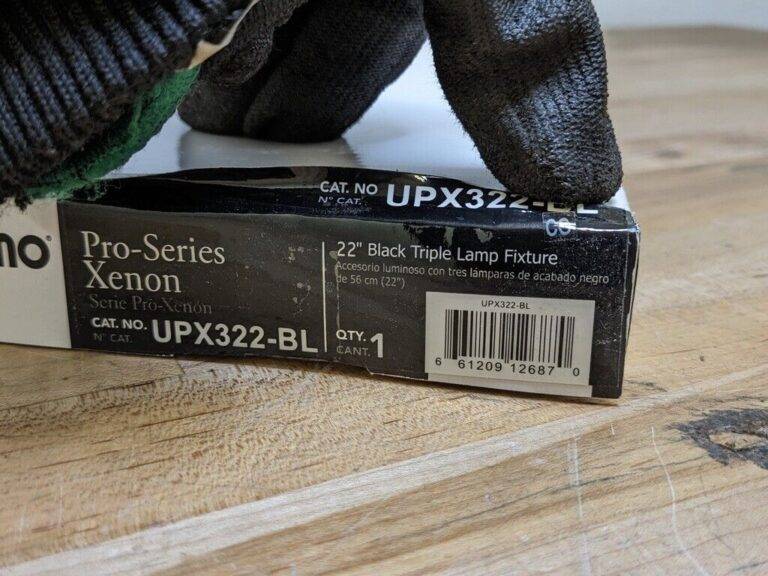 CAT. NO UPX322-BL
N° CAT.
NO®
Pro-Series
Xenon
Serie Pro-Xenón
CAT. NO. UPX322-BL
N° CAT.
QTY. 1
CANT.
22" Black Triple Lamp Fixture
Accesorio luminoso con tres lámparas de acabado negro
de 56 cm (22")
UPX322-BL
6 61209 12687 0